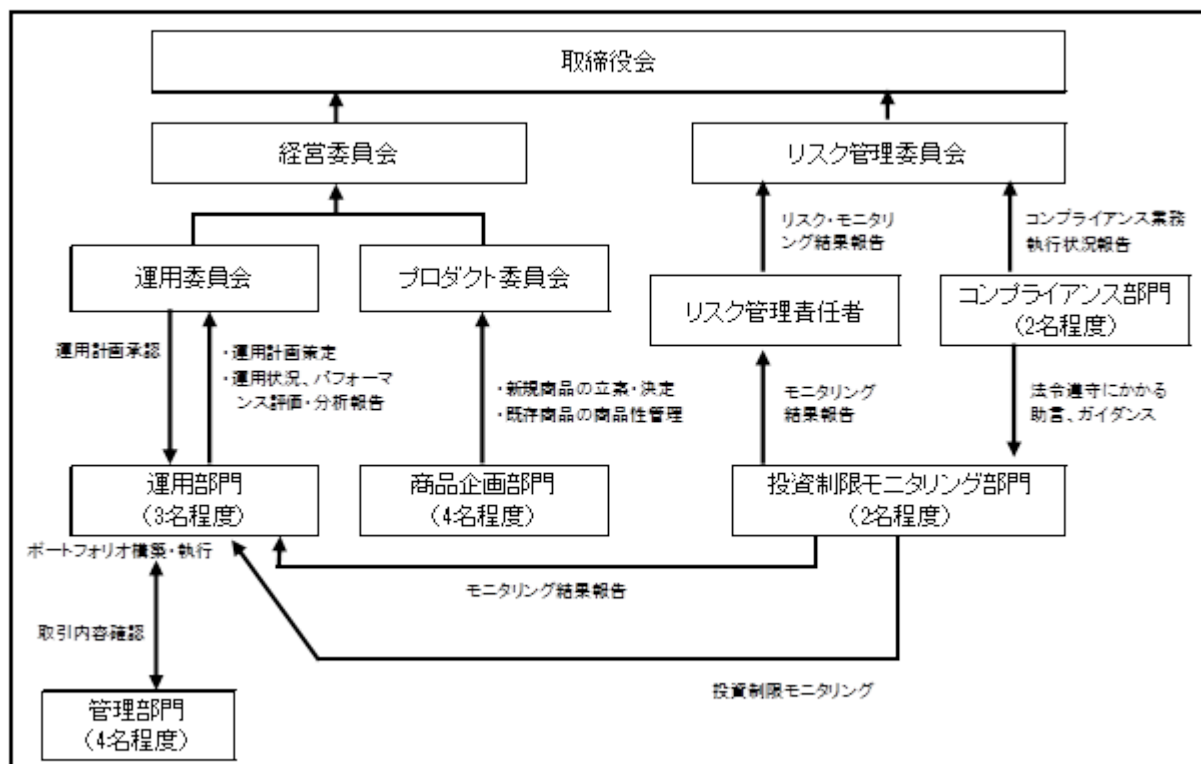 取締役会
経営委員会
リスク管理委員会
リスク・モニタリ
ング結果報告
コンプライアンス業務
執行状況報告
運用委員会
プロダクト委員会
リスク管理責任者
コンプライアンス部門
(2名程度)
運用計画承認
・運用計画策定
・運用状況、パフォーマ
ンス評価・分析報告
・新規商品の立案・決定
・既存商品の商品性管理
モニタリング
結果報告
法令遵守にかかる
助言、ガイダンス
運用部門
(3名程度)
商品企画部門
(4名程度)
投資制限モニタリング部門
(2名程度)
ポートフォリオ構築・執行
モニタリング結果報告
取引内容確認
投資制限モニタリング
管理部門
(4名程度)